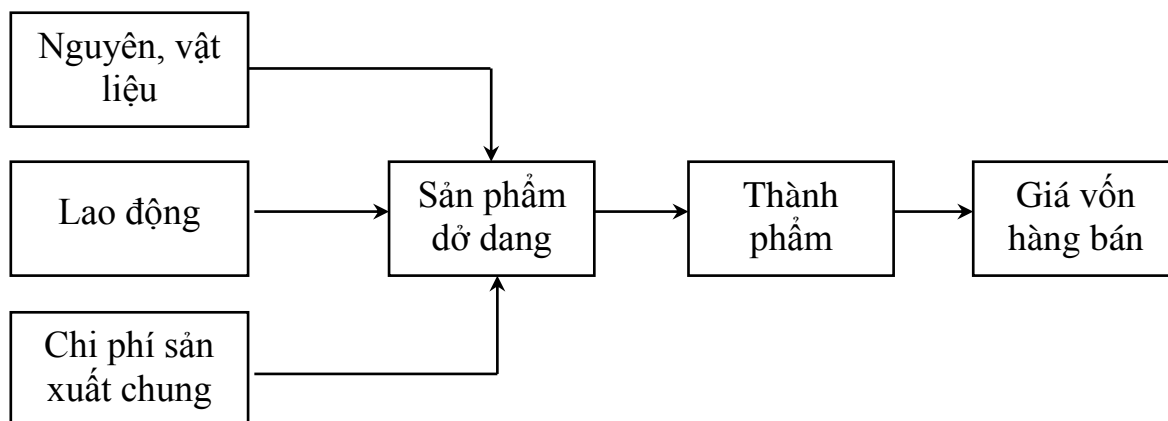 Nguyên, vật
liệu
Lao động
Chi phí sản
xuất chung
Sản phẩm
dở dang
Thành
phẩm
Giá vốn
hàng bán